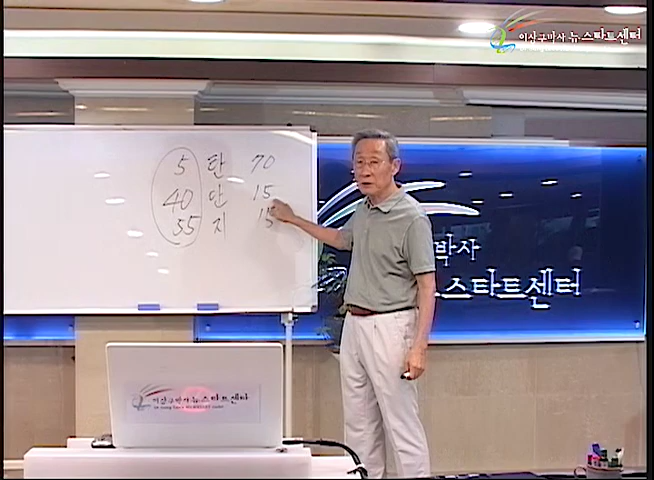 이상구박사 뉴스타트센터
5 탄 70
40 단 15
55 지 15
박사
스타트센터
이상구박사 뉴스타트센터